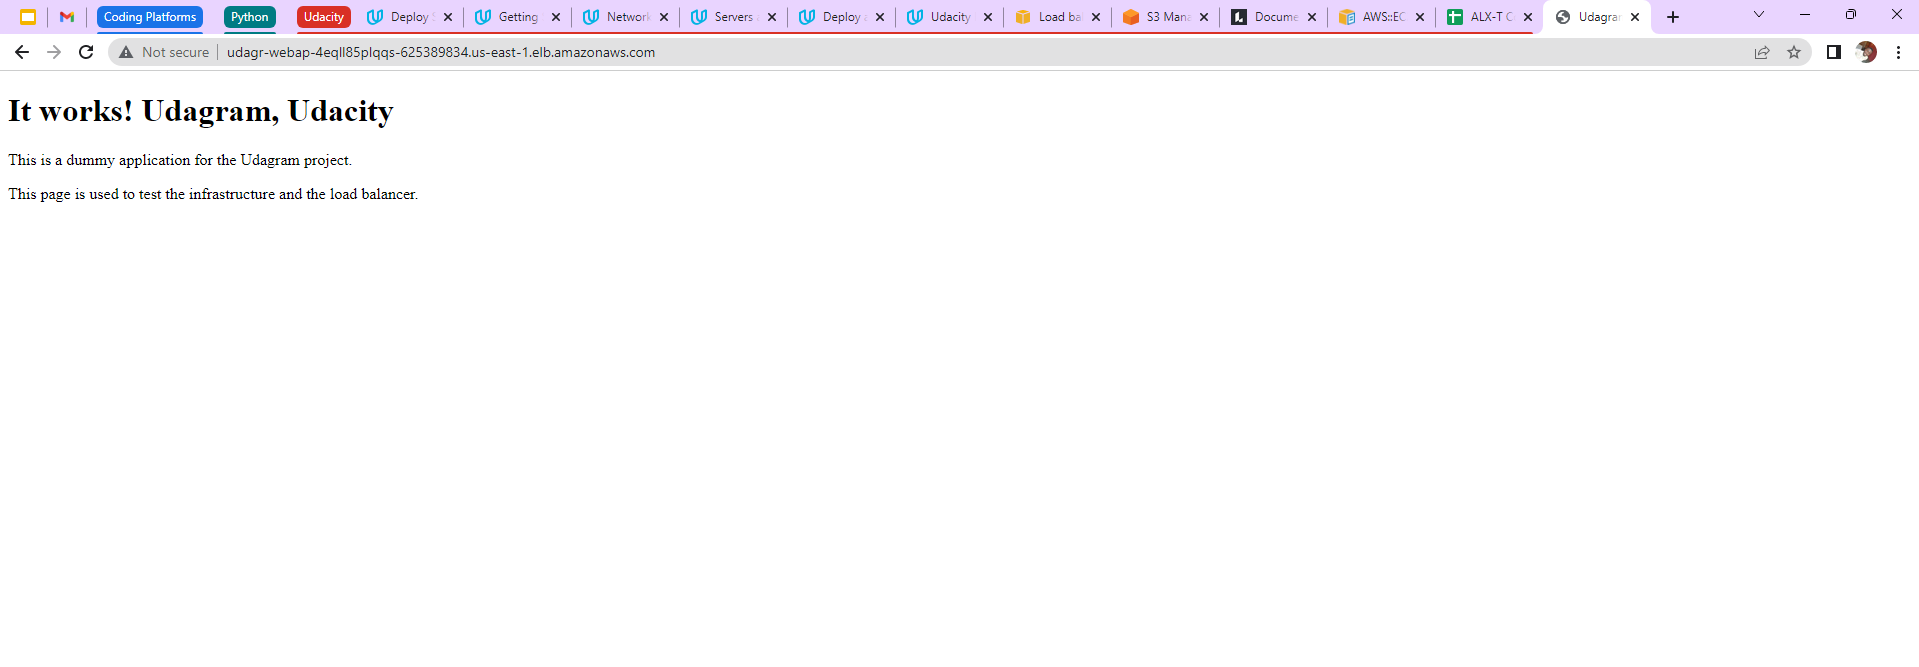 Coding Platforms Python Udacity Deploy Getting Network Servers Deploy Udacity Load ba S3 Mana Docume AWS::EC ALX-T C Udagrar
Not secure udagr-webap-4eqll85plqqs-625389834.us-east-1.elb.amazonaws.com
It works! Udagram, Udacity
This is a dummy application for the Udagram project.
This page is used to test the infrastructure and the load balancer.